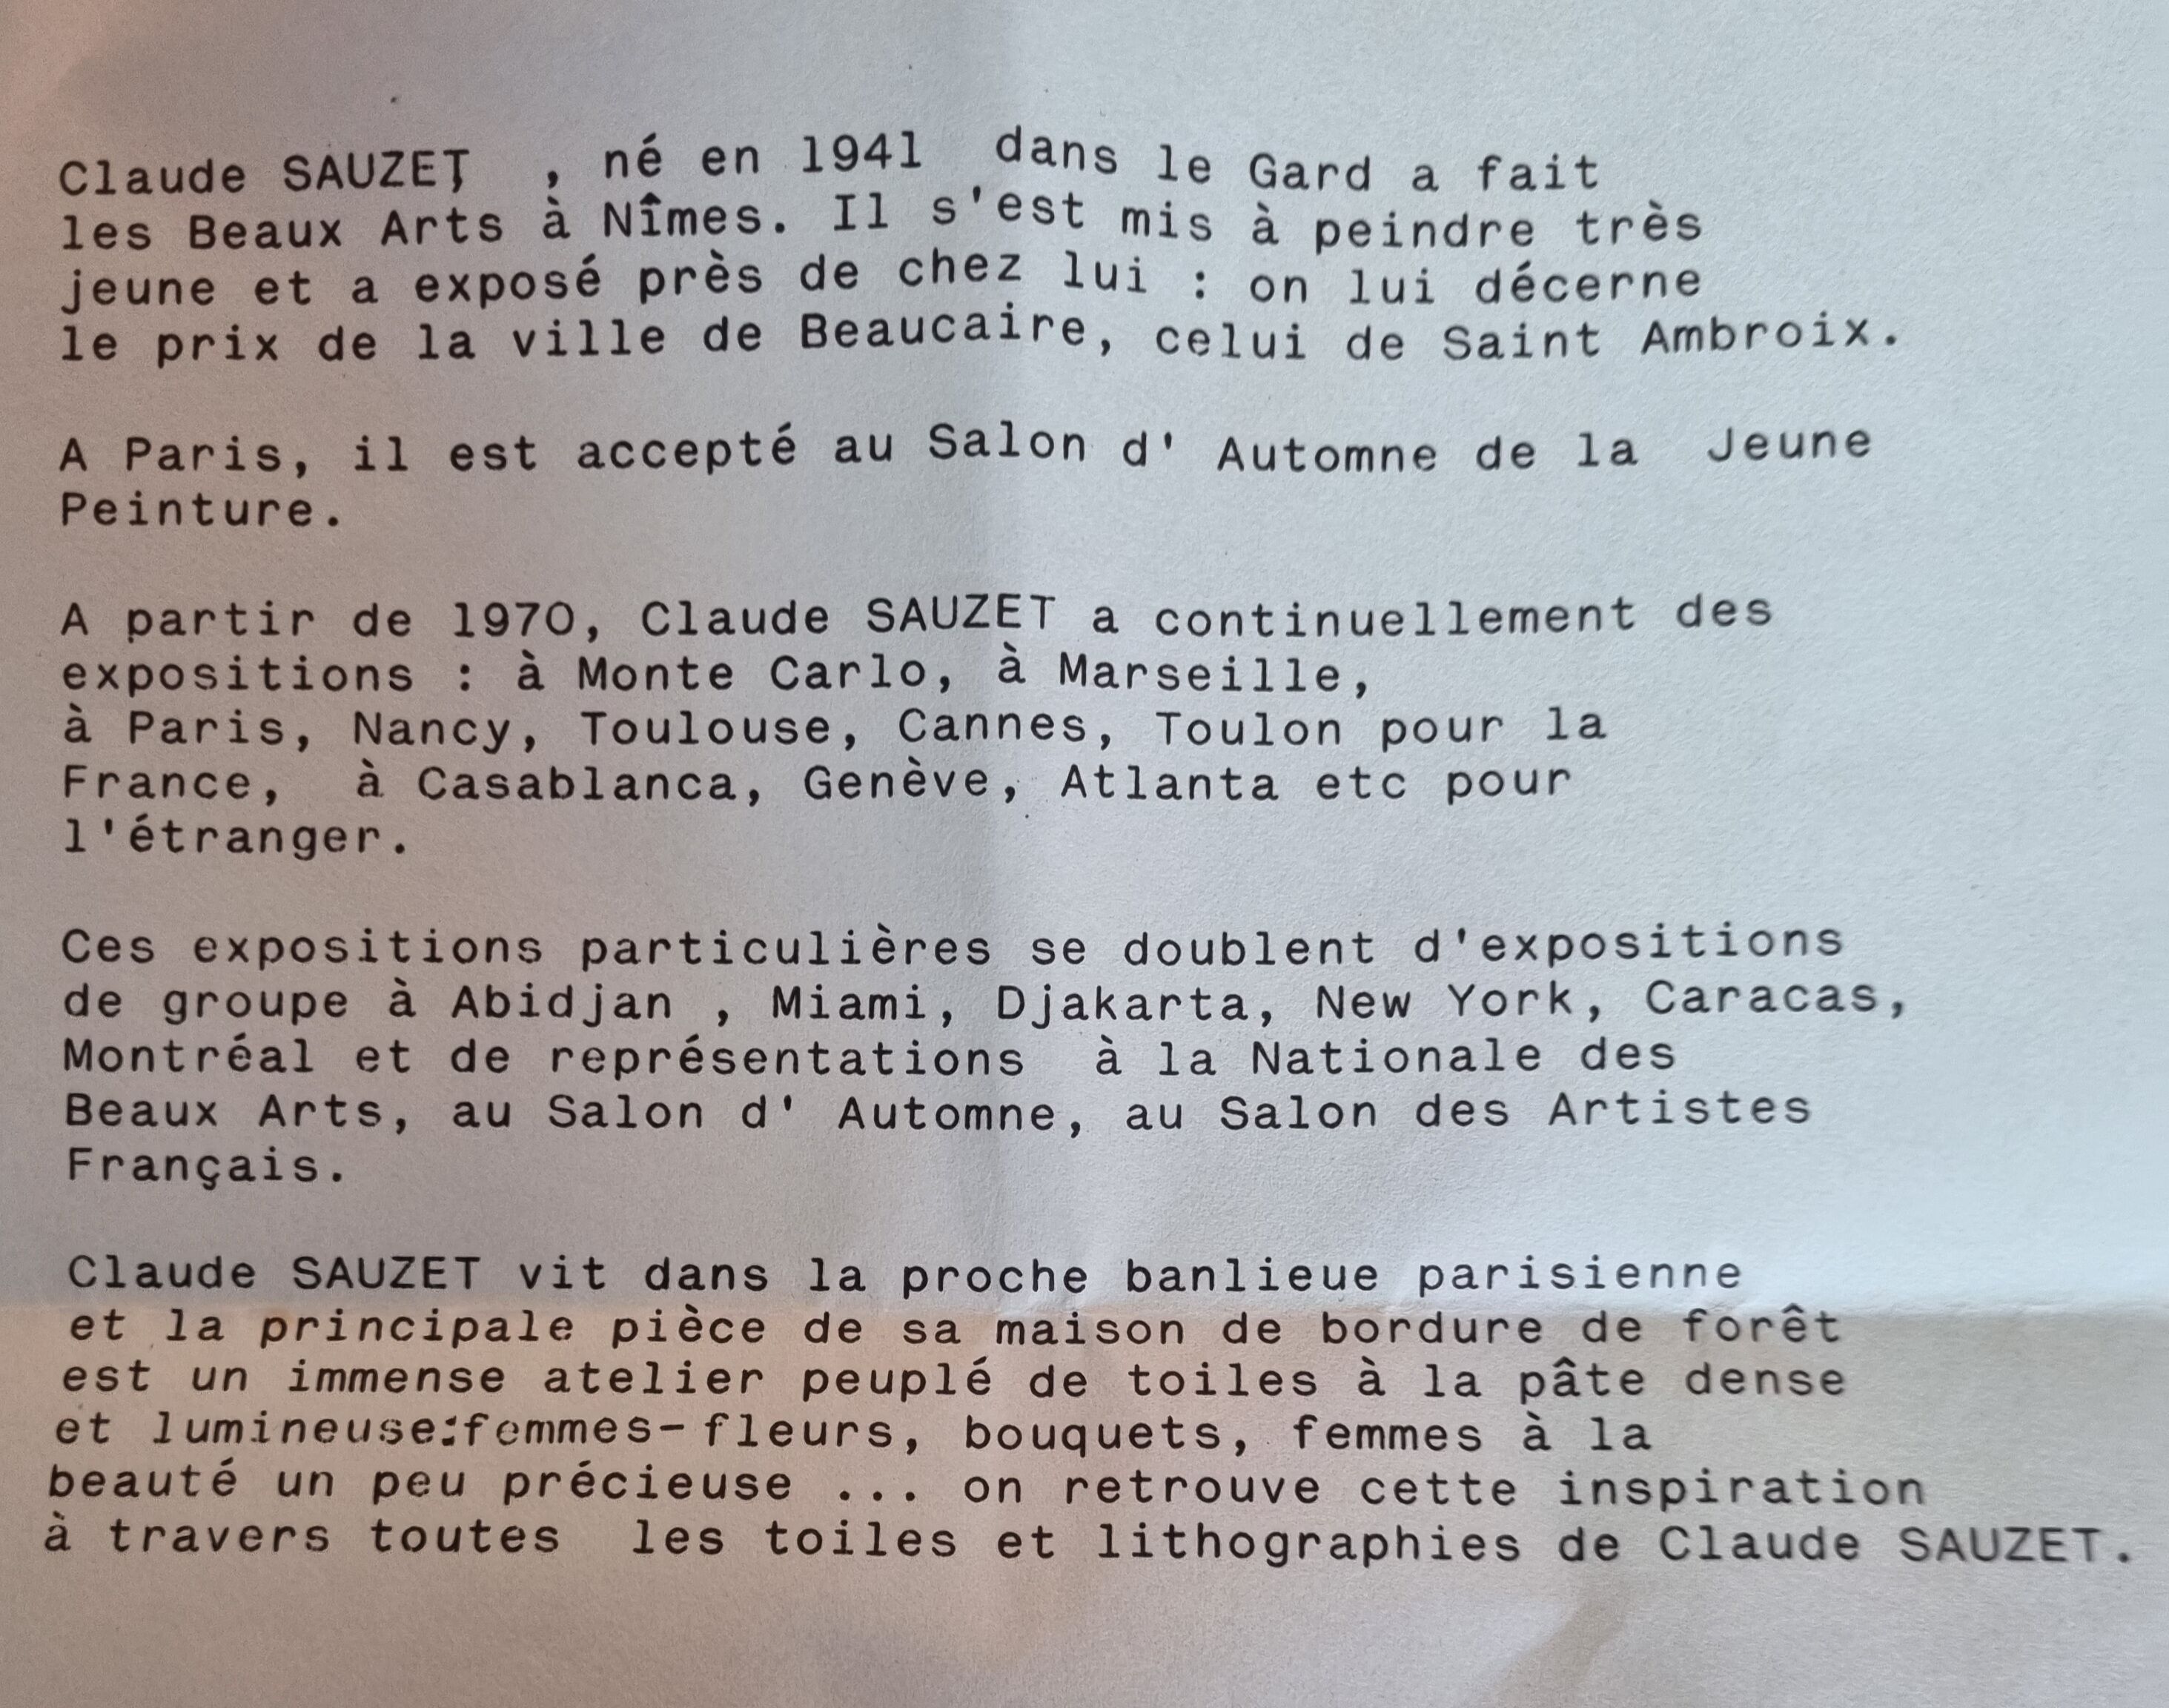 Claude SAUZET , né en 1941 dans le Gard a fait
les Beaux Arts à Nîmes. Il s'est mis à peindre très
jeune et a exposé près de chez lui : on lui décerne
le prix de la ville de Beaucaire, celui de Saint Ambroix.
A Paris, il est accepté au Salon d' Automne de la Jeune
Peinture.
A partir de 1970, Claude SAUZET a continuellement des
expositions : à Monte Carlo, à Marseille,
à Paris, Nancy, Toulouse, Cannes, Toulon pour la
France, à Casablanca, Genève, Atlanta etc pour
l'étranger.
Ces expositions particulières se doublent d'expositions
de groupe à Abidjan , Miami, Djakarta, New York, Caracas,
Montréal et de représentations à la Nationale des
Beaux Arts, au Salon d' Automne, au Salon des Artistes
Français.
Claude SAUZET vit dans la proche banlieue parisienne
et la principale pièce de sa maison de bordure de forêt
est un immense atelier peuplé de toiles à la pâte dense
et lumineuse:femmes-fleurs, bouquets, femmes à la
beauté un peu précieuse ... on retrouve cette inspiration
à travers toutes les toiles et lithographies de Claude SAUZET.